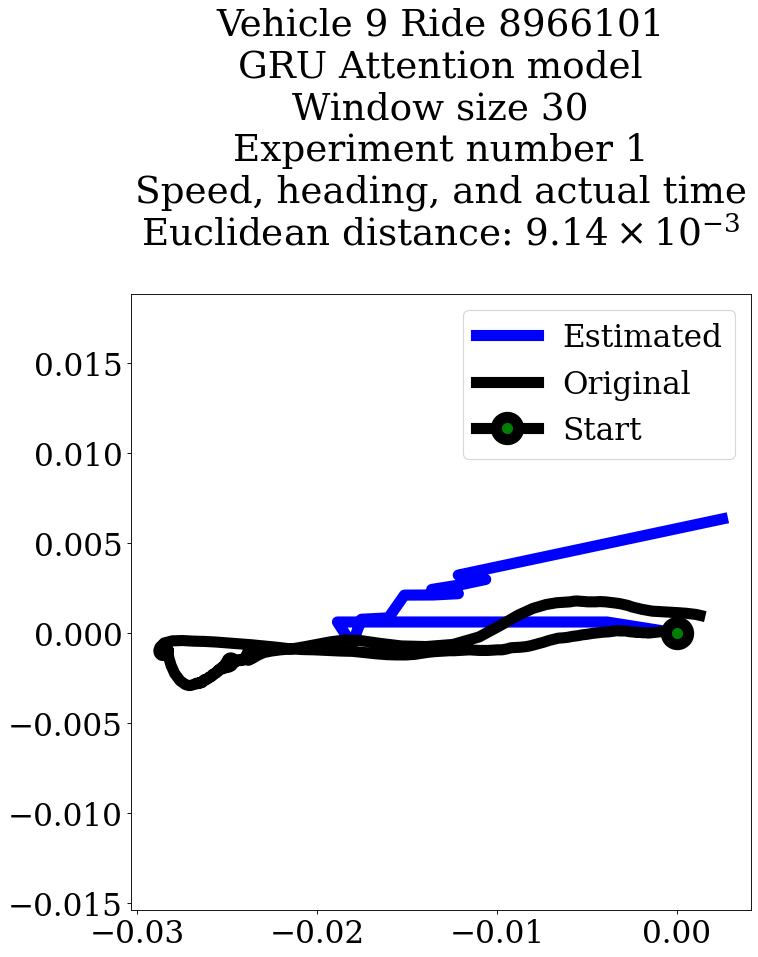 Vehicle 9 Ride 8966101
GRU Attention model
Window size 30
Experiment number 1
Speed, heading, and actual time
Euclidean distance: 9.14 × 10⁻³
Estimated
Original
Start
0.015
0.010
0.005
0.000
−0.005
−0.010
−0.015
−0.03
−0.02
−0.01
0.00